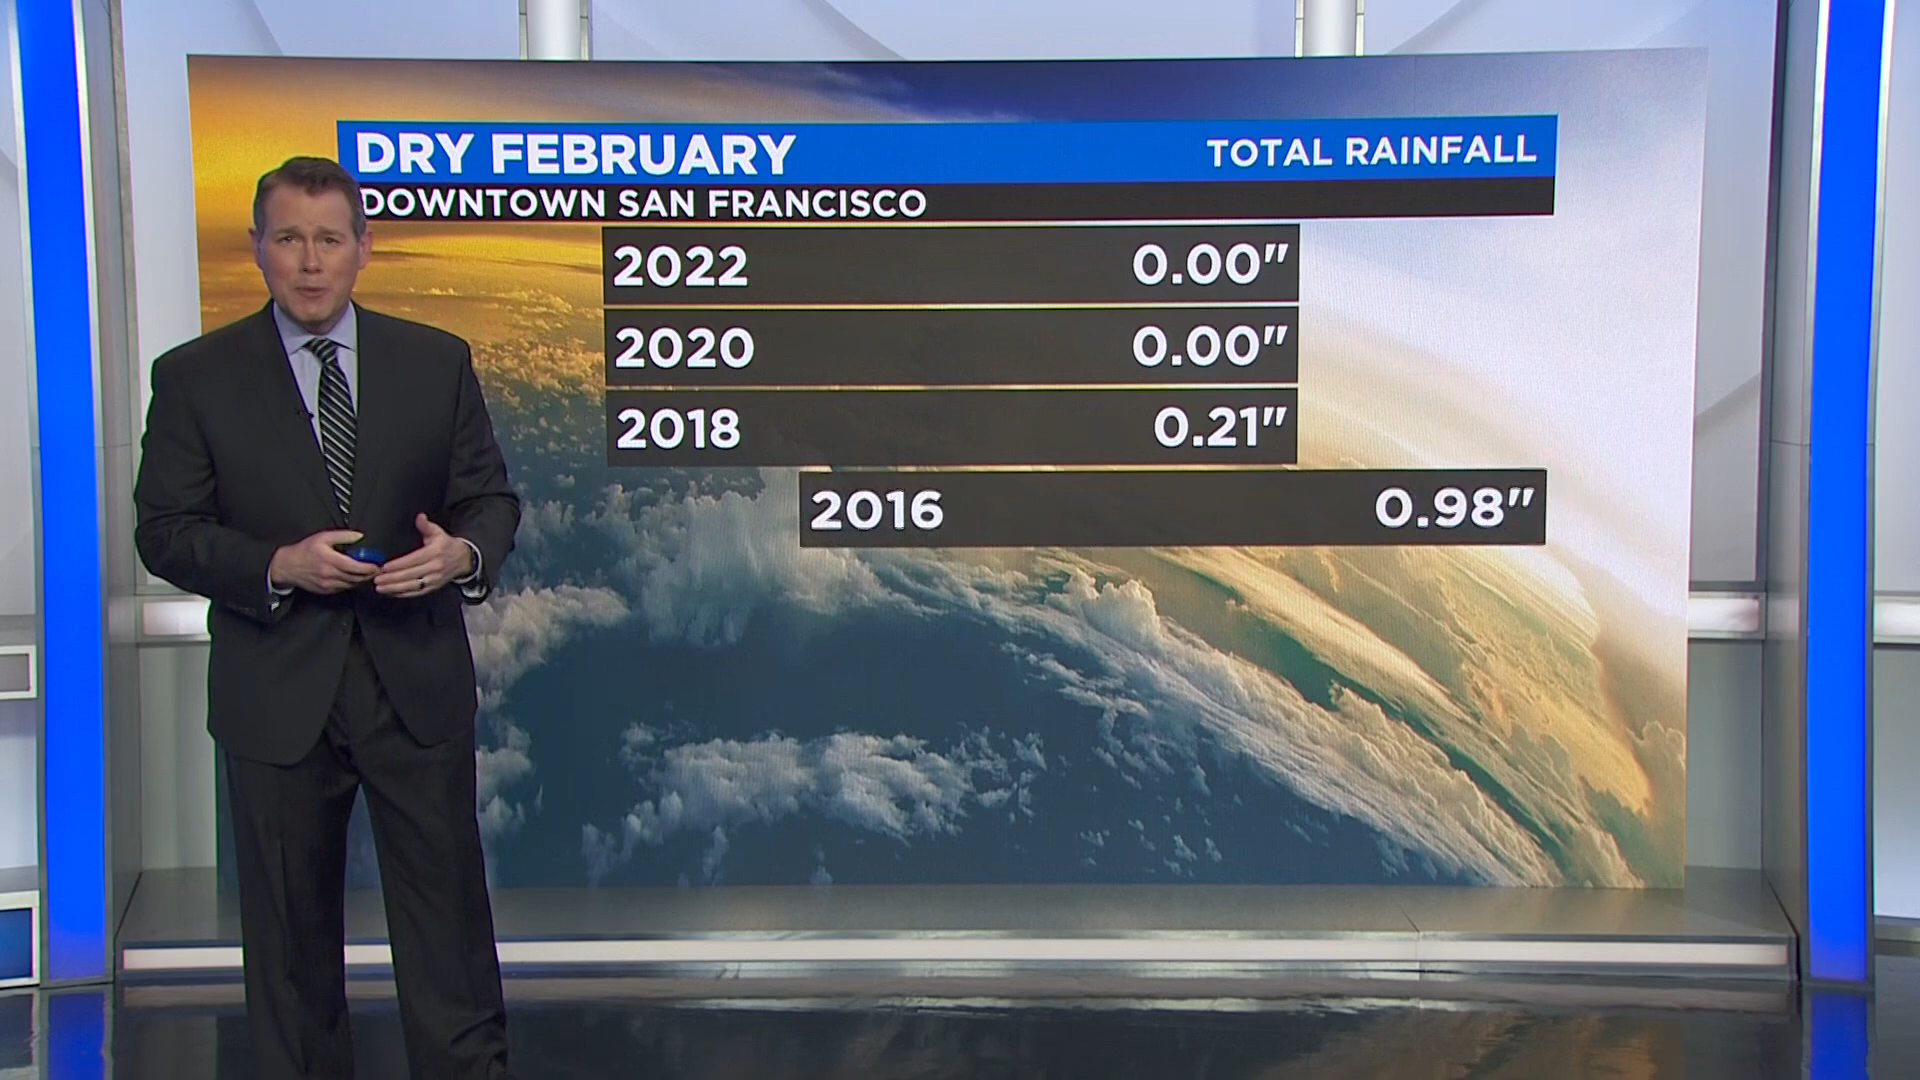 DRY FEBRUARY TOTAL RAINFALL
DOWNTOWN SAN FRANCISCO
2022 0.00"
2020 0.00"
2018 0.21"
2016 0.98"